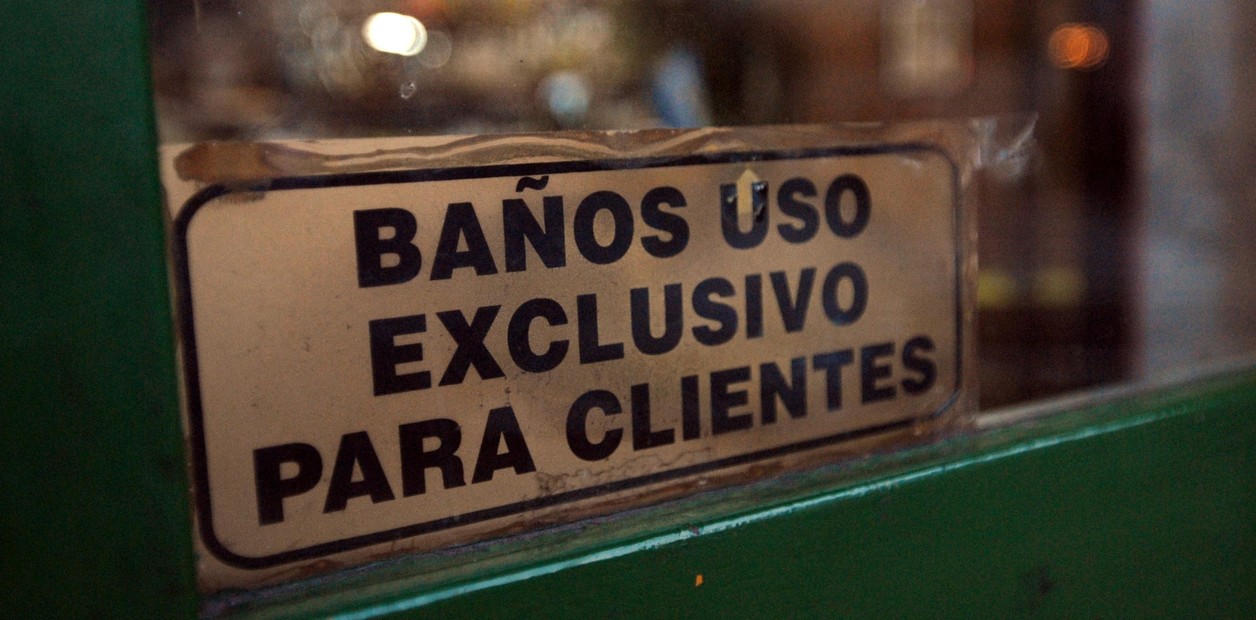 BAÑOS USO
EXCLUSIVO
PARA CLIENTES